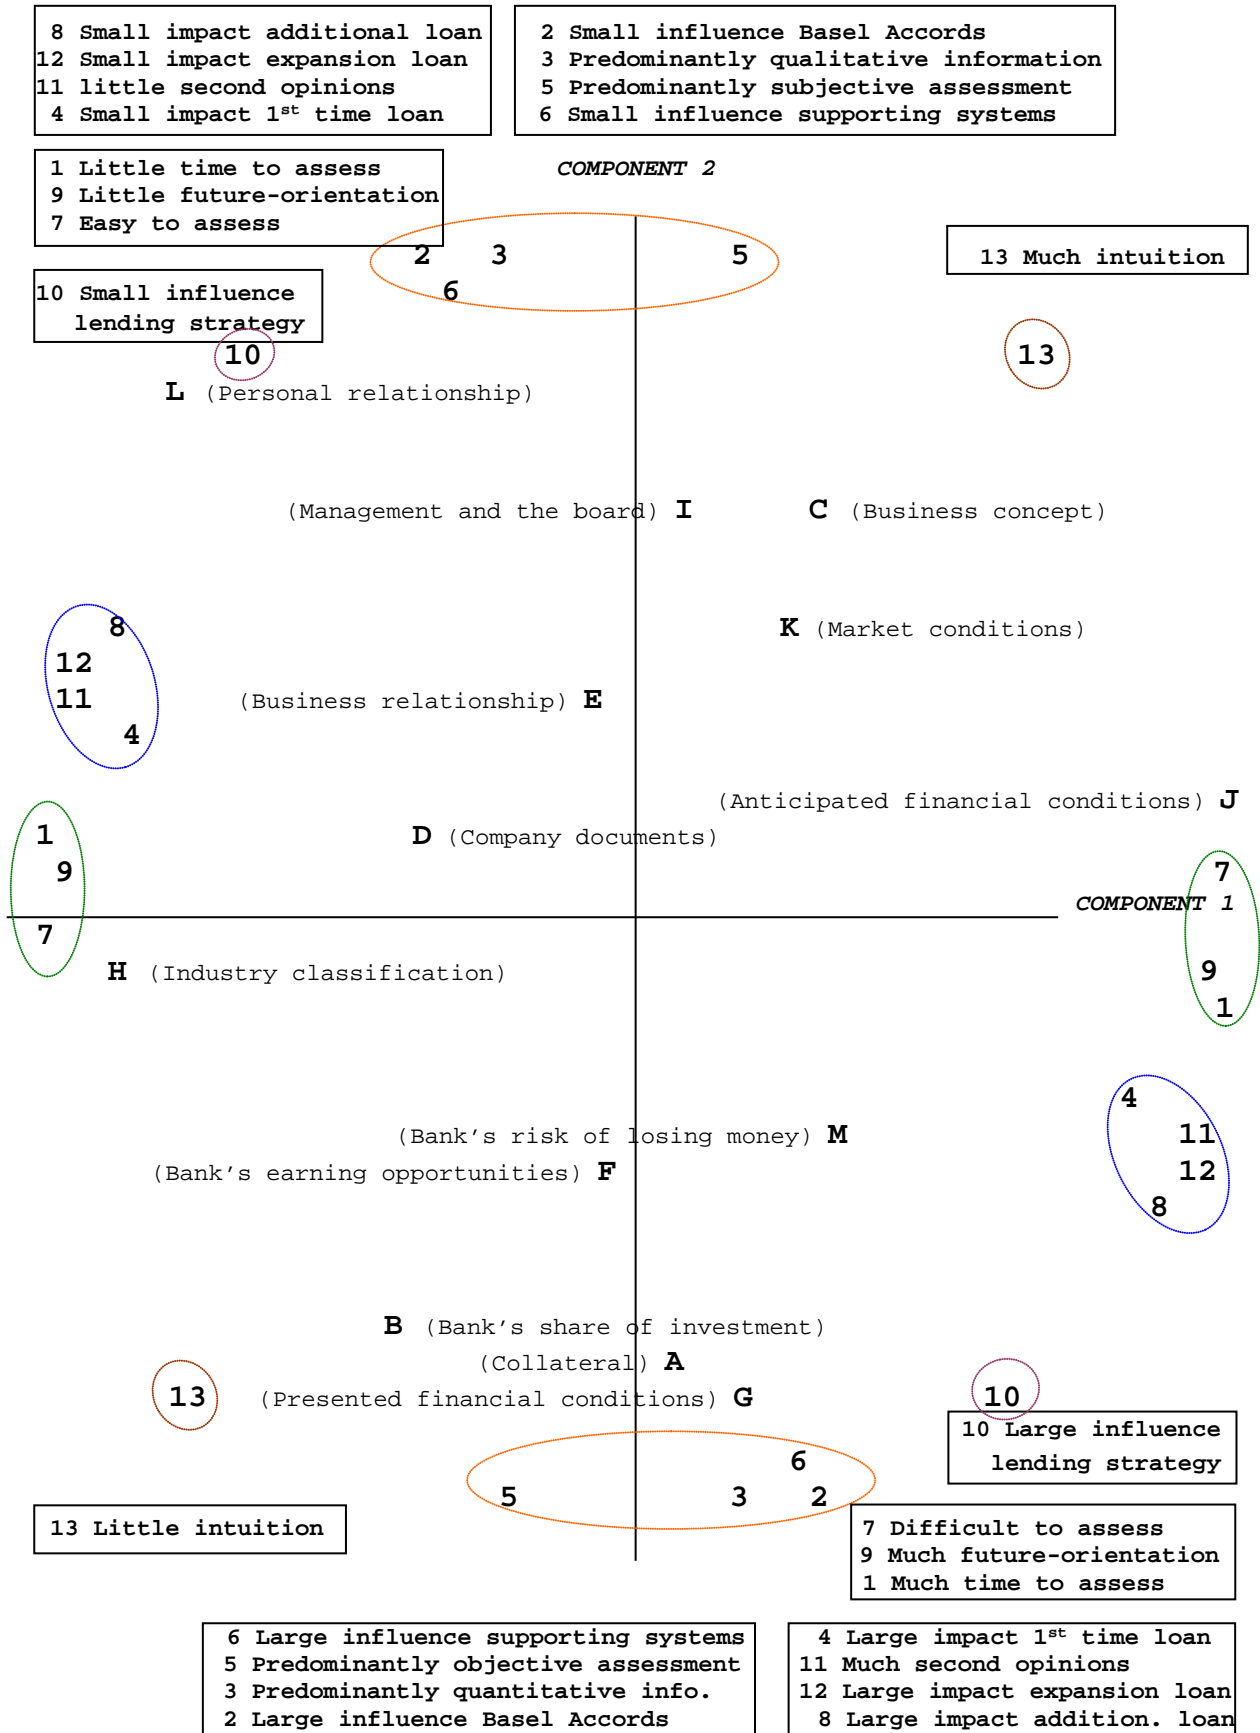 8 Small impact additional loan
12 Small impact expansion loan
11 little second opinions
4 Small impact 1st time loan
2 Small influence Basel Accords
3 Predominantly qualitative information
5 Predominantly subjective assessment
6 Small influence supporting systems
1 Little time to assess
9 Little future-orientation
7 Easy to assess
COMPONENT 2
2 3 5
6
13 Much intuition
10 Small influence
lending strategy
10
13
L (Personal relationship)
(Management and the board) I
C (Business concept)
8
K (Market conditions)
12
11
(Business relationship) E
4
(Anticipated financial conditions) J
1
D (Company documents)
9
7
COMPONENT 1
7
H (Industry classification)
9
1
4
(Bank's risk of losing money) M
11
(Bank's earning opportunities) F
12
8
B (Bank's share of investment)
(Collateral) A
13
(Presented financial conditions) G
10
10 Large influence
lending strategy
6
5 3 2
13 Little intuition
7 Difficult to assess
9 Much future-orientation
1 Much time to assess
6 Large influence supporting systems
5 Predominantly objective assessment
3 Predominantly quantitative info.
2 Large influence Basel Accords
4 Large impact 1st time loan
11 Much second opinions
12 Large impact expansion loan
8 Large impact addition. loan